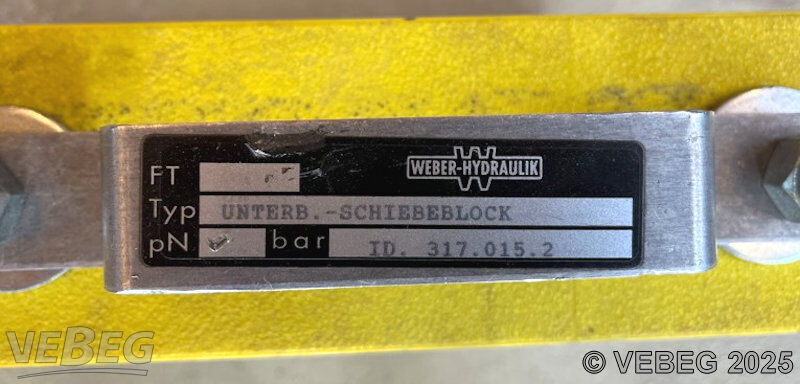 WEBER-HYDRAULIK
FT
Typ UNTERB.-SCHIEBEBLOCK
pN bar ID. 317.015.2
VEBEG
© VEBEG 2025